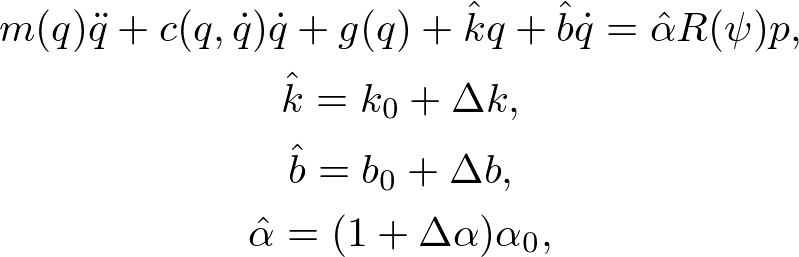 m(q)q̈ + c(q, q̇)q̇ + g(q) + k̂q + b̂q̇ = α̂R(ψ)p,
k̂ = k₀ + Δk,
b̂ = b₀ + Δb,
α̂ = (1 + Δα)α₀,